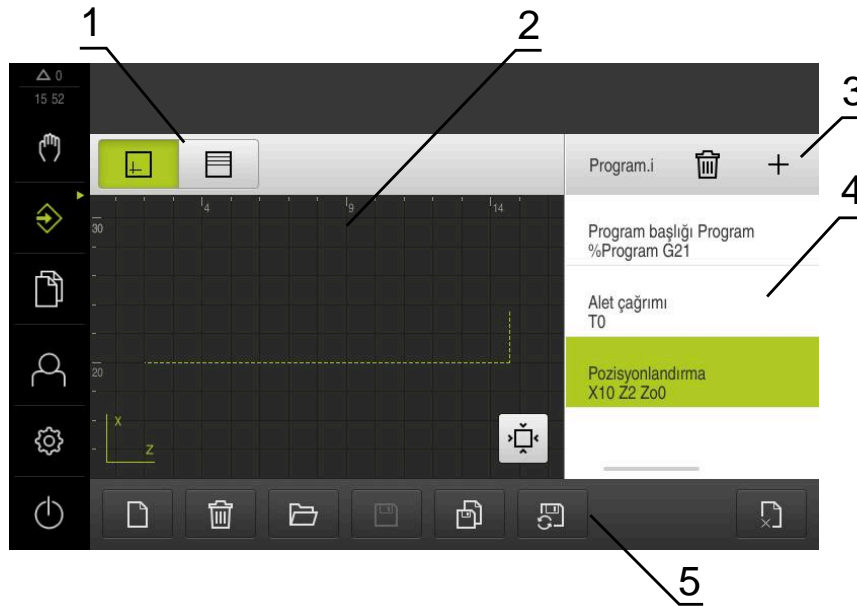 1
2
3
4
5
0
15 52
Program.i
4
9
14
30
20
X
Z
Program başlığı Program
%Program G21
Alet çağrımı
T0
Pozisyonlandırma
X10 Z2 Zo0